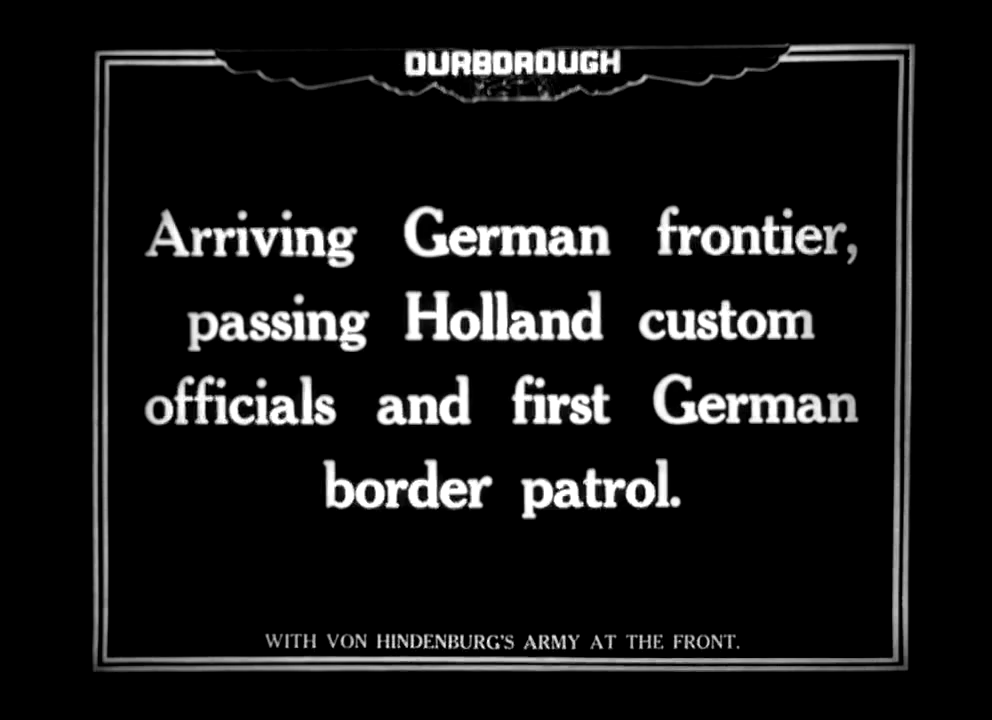 OURBOROUGH
Arriving German frontier,
passing Holland custom
officials and first German
border patrol.
WITH VON HINDENBURG'S ARMY AT THE FRONT.